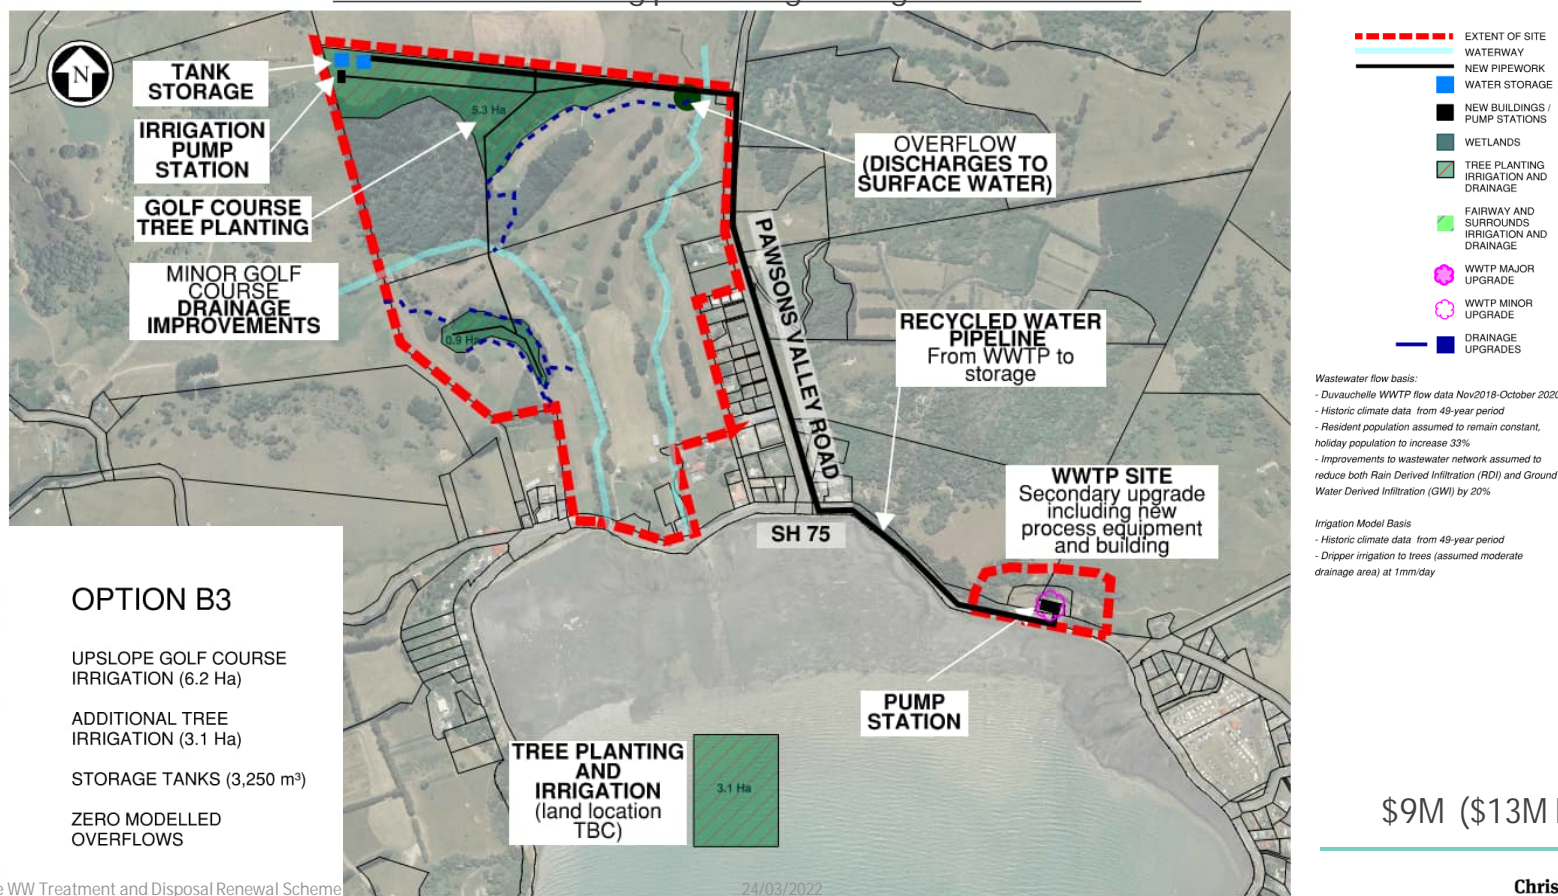 N
TANK
STORAGE
IRRIGATION
PUMP
STATION
GOLF COURSE
TREE PLANTING
MINOR GOLF
COURSE
DRAINAGE
IMPROVEMENTS
5.3 Ha
0.9 Ha
OVERFLOW
(DISCHARGES TO
SURFACE WATER)
PAWSONS VALLEY ROAD
RECYCLED WATER
PIPELINE
From WWTP to
storage
WWTP SITE
Secondary upgrade
including new
process equipment
and building
SH 75
PUMP
STATION
TREE PLANTING
AND
IRRIGATION
(land location
TBC)
3.1 Ha
OPTION B3
UPSLOPE GOLF COURSE
IRRIGATION (6.2 Ha)
ADDITIONAL TREE
IRRIGATION (3.1 Ha)
STORAGE TANKS (3,250 m³)
ZERO MODELLED
OVERFLOWS
EXTENT OF SITE
WATERWAY
NEW PIPEWORK
WATER STORAGE
NEW BUILDINGS /
PUMP STATIONS
WETLANDS
TREE PLANTING
IRRIGATION AND
DRAINAGE
FAIRWAY AND
SURROUNDS
IRRIGATION AND
DRAINAGE
WWTP MAJOR
UPGRADE
WWTP MINOR
UPGRADE
DRAINAGE
UPGRADES
Wastewater flow basis:
- Duvauchelle WWTP flow data Nov2018-October 2020
- Historic climate data from 49-year period
- Resident population assumed to remain constant,
holiday population to increase 33%
- Improvements to wastewater network assumed to
reduce both Rain Derived Infiltration (RDI) and Ground
Water Derived Infiltration (GWI) by 20%
Irrigation Model Basis
- Historic climate data from 49-year period
- Dripper irrigation to trees (assumed moderate
drainage area) at 1mm/day
$9M ($13M
e WW Treatment and Disposal Renewal Scheme
24/03/2022
Chris